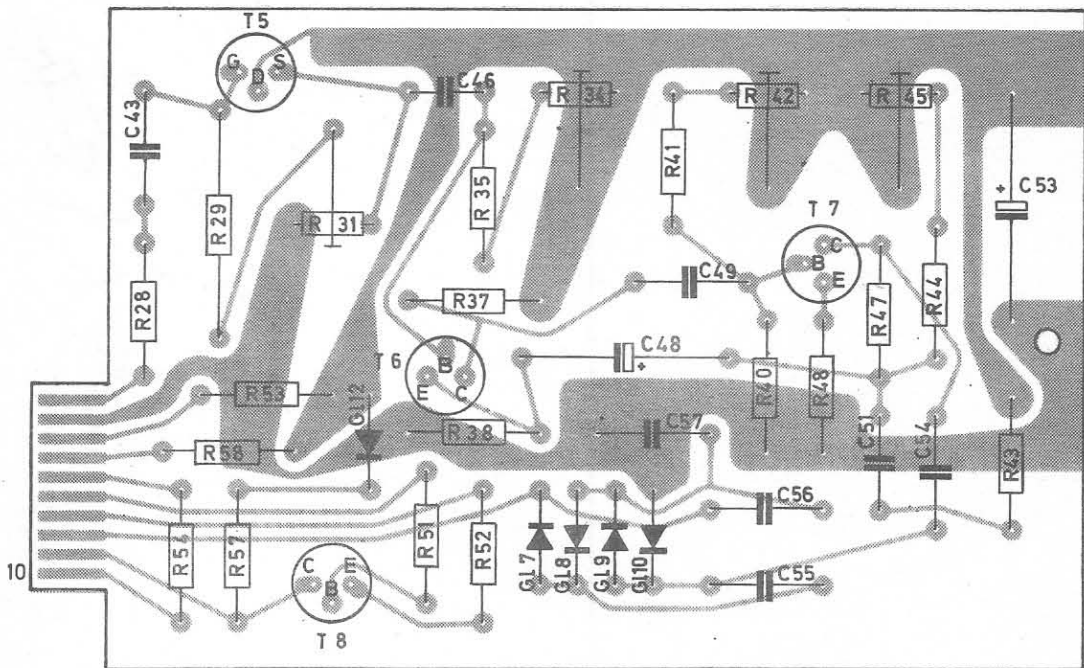 T5
G
D
S
C43
C46
R 34
R 42
R 45
R41
R 35
C 53
+
R29
R 31
T 7
C
B
E
C49
R28
R37
R47
R44
T 6
B
E
C
C48
+
R40
R48
R53
GL12
R 38
C57
R58
C51
C54
R43
C56
R54
R57
R51
R52
GL7
GL8
GL9
GL10
C55
10
C
B
E
T 8